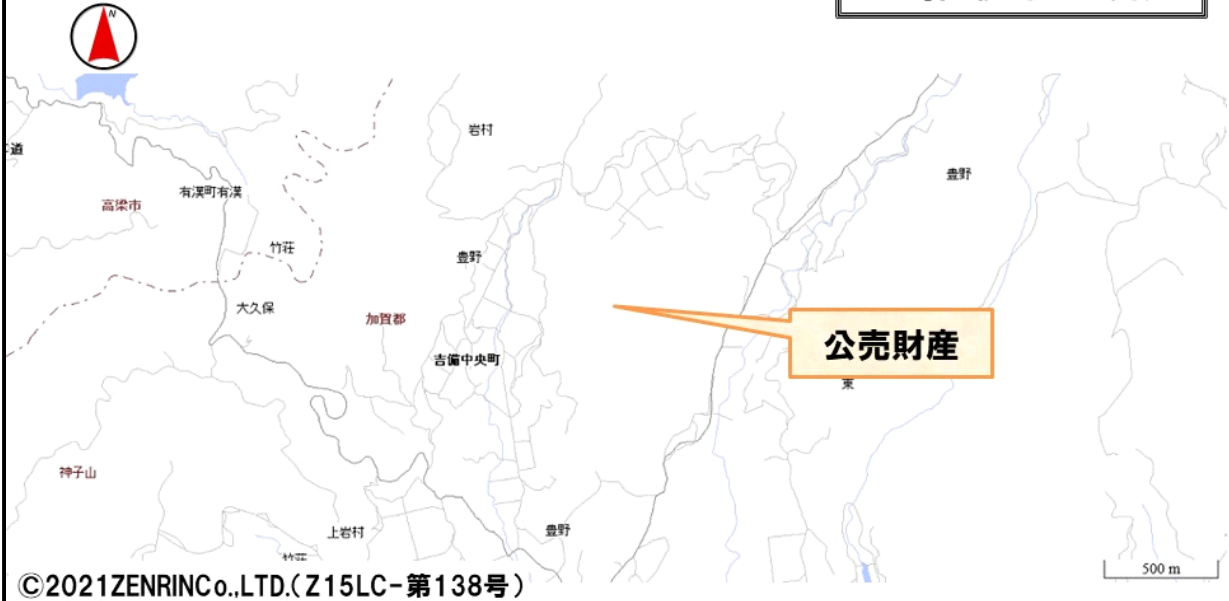 N
岩村
道
豊野
有漢町有漢
高梁市
竹荘
豊野
大久保
加賀郡
公売財産
吉備中央町
東
神子山
上岩村
豊野
竹荘
500 m
©2021ZENRINCo.,LTD.(Z15LC-第138号)